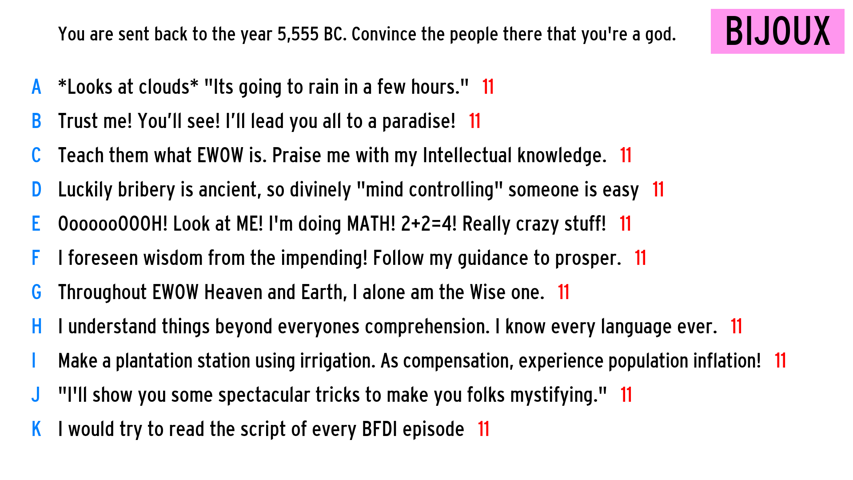 You are sent back to the year 5,555 BC. Convince the people there that you're a god.
BIJOUX
A *Looks at clouds* "Its going to rain in a few hours." 11
B Trust me! You’ll see! I’ll lead you all to a paradise! 11
C Teach them what EWOW is. Praise me with my Intellectual knowledge. 11
D Luckily bribery is ancient, so divinely "mind controlling" someone is easy 11
E OoooooOOOH! Look at ME! I'm doing MATH! 2+2=4! Really crazy stuff! 11
F I foreseen wisdom from the impending! Follow my guidance to prosper. 11
G Throughout EWOW Heaven and Earth, I alone am the Wise one. 11
H I understand things beyond everyones comprehension. I know every language ever. 11
I Make a plantation station using irrigation. As compensation, experience population inflation! 11
J "I'll show you some spectacular tricks to make you folks mystifying." 11
K I would try to read the script of every BFDI episode 11